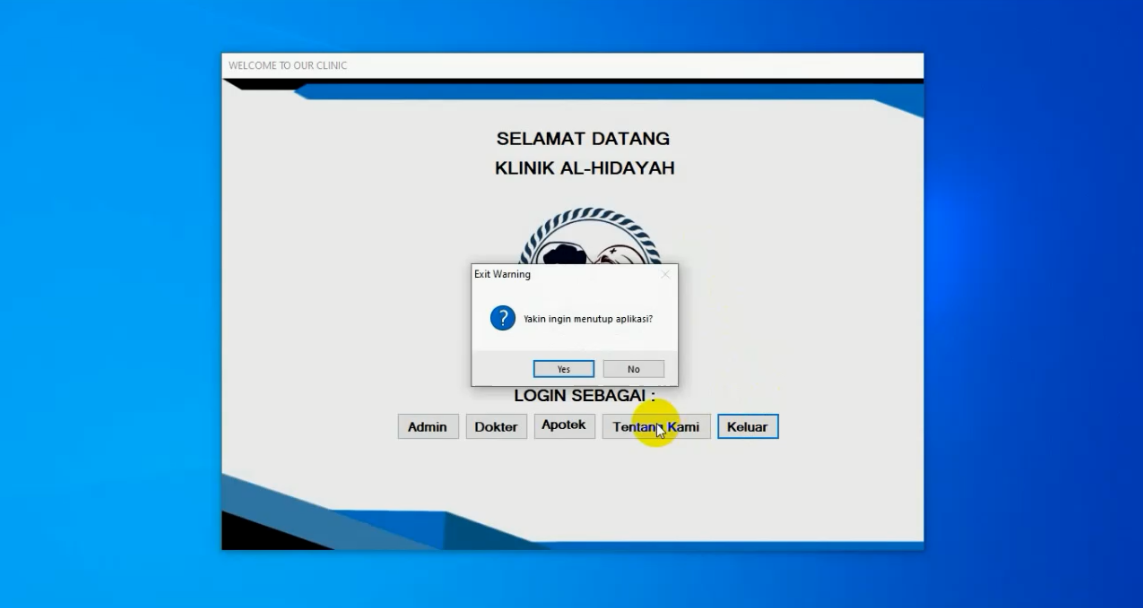 WELCOME TO OUR CLINIC
SELAMAT DATANG
KLINIK AL-HIDAYAH
Exit Warning
?
Yakin ingin menutup aplikasi?
Yes No
LOGIN SEBAGAI :
Admin Dokter Apotek Tentang Kami Keluar